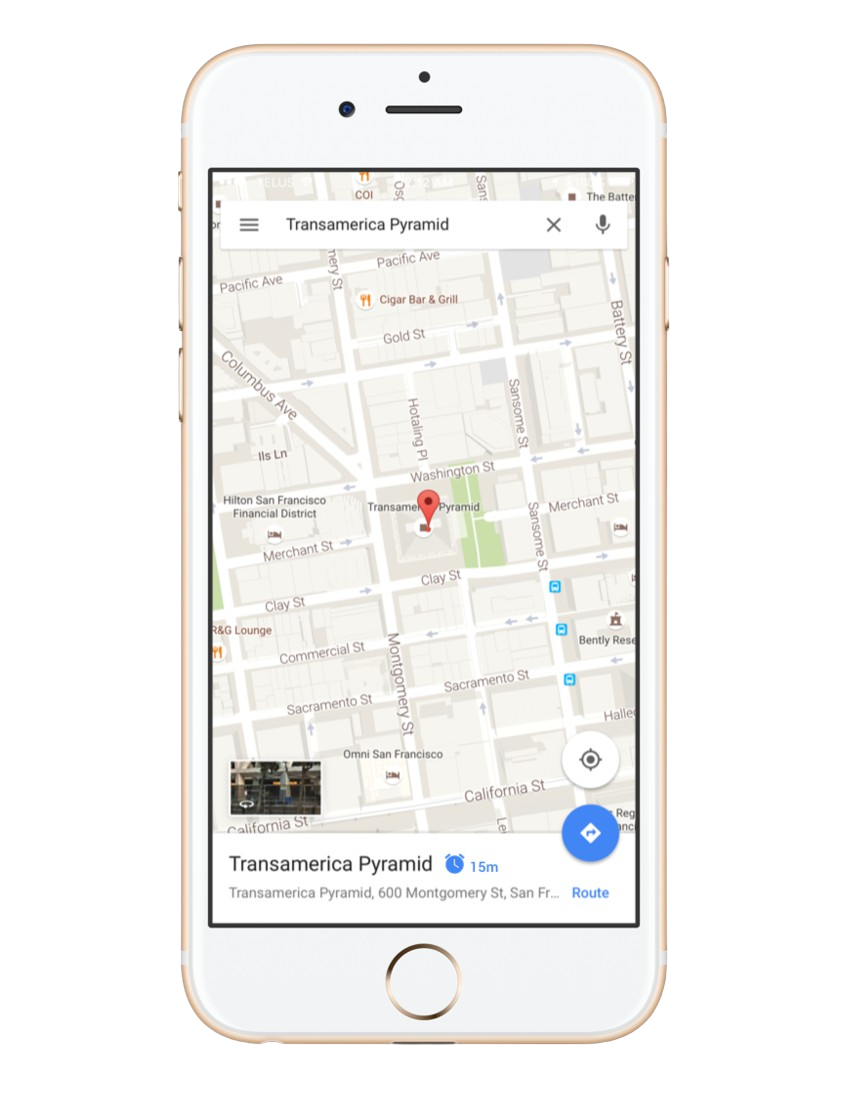 TELUS
COI
The Batte
Transamerica Pyramid
Pacific Ave
Pacific Ave
Cigar Bar & Grill
Gold St
Battery St
Columbus Ave
Hotaling Pl
Sansome St
Ils Ln
Washington St
Hilton San Francisco
Financial District
Transamer Pyramid
Merchant St
Sansome St
Merchant St
Clay St
Clay St
R&G Lounge
Bently Rese
Commercial St
Montgomery St
Sacramento St
Sacramento St
Halle
Omni San Francisco
California St
California St
Transamerica Pyramid 15m
Transamerica Pyramid, 600 Montgomery St, San Fr... Route